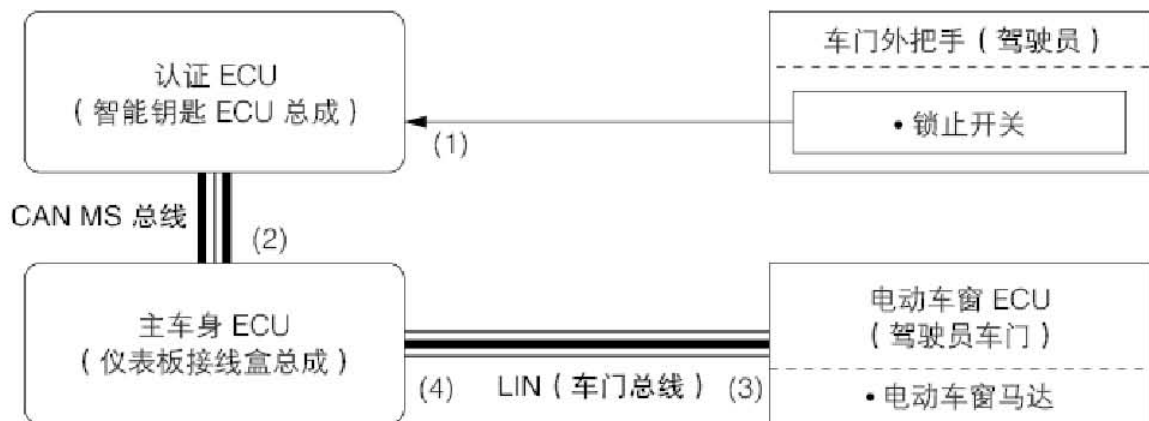 认证 ECU
（智能钥匙 ECU 总成）
车门外把手（驾驶员）
• 锁止开关
(1)
CAN MS 总线
(2)
主车身 ECU
（仪表板接线盒总成）
电动车窗 ECU
（驾驶员车门）
(4)
LIN（车门总线）
(3)
• 电动车窗马达